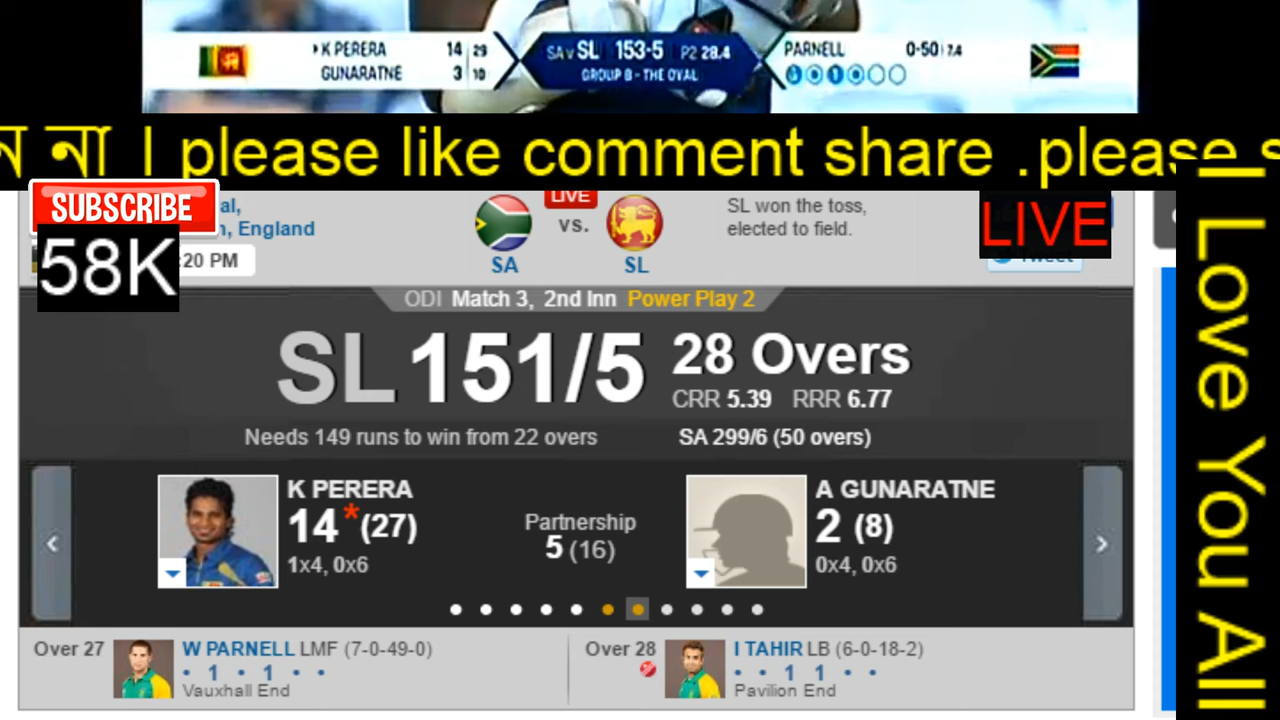 K PERERA 14 29 SA v SL 153-5 P2 28.4 PARNELL 0-50 7.4
GUNARATNE 3 10 GROUP B - THE OVAL
ন না । please like comment share .please s
SUBSCRIBE
58K
al,
n, England
:20 PM
LIVE
vs.
SA SL
SL won the toss,
elected to field.
LIVE
Tweet
ODI Match 3, 2nd Inn Power Play 2
SL 151/5 28 Overs
CRR 5.39 RRR 6.77
Needs 149 runs to win from 22 overs SA 299/6 (50 overs)
K PERERA
14*(27)
1x4, 0x6
Partnership
5 (16)
A GUNARATNE
2 (8)
0x4, 0x6
Over 27 W PARNELL LMF (7-0-49-0)
• 1 • 1 • •
Vauxhall End
Over 28 I TAHIR LB (6-0-18-2)
• • 1 1 • •
Pavilion End
I Love You All